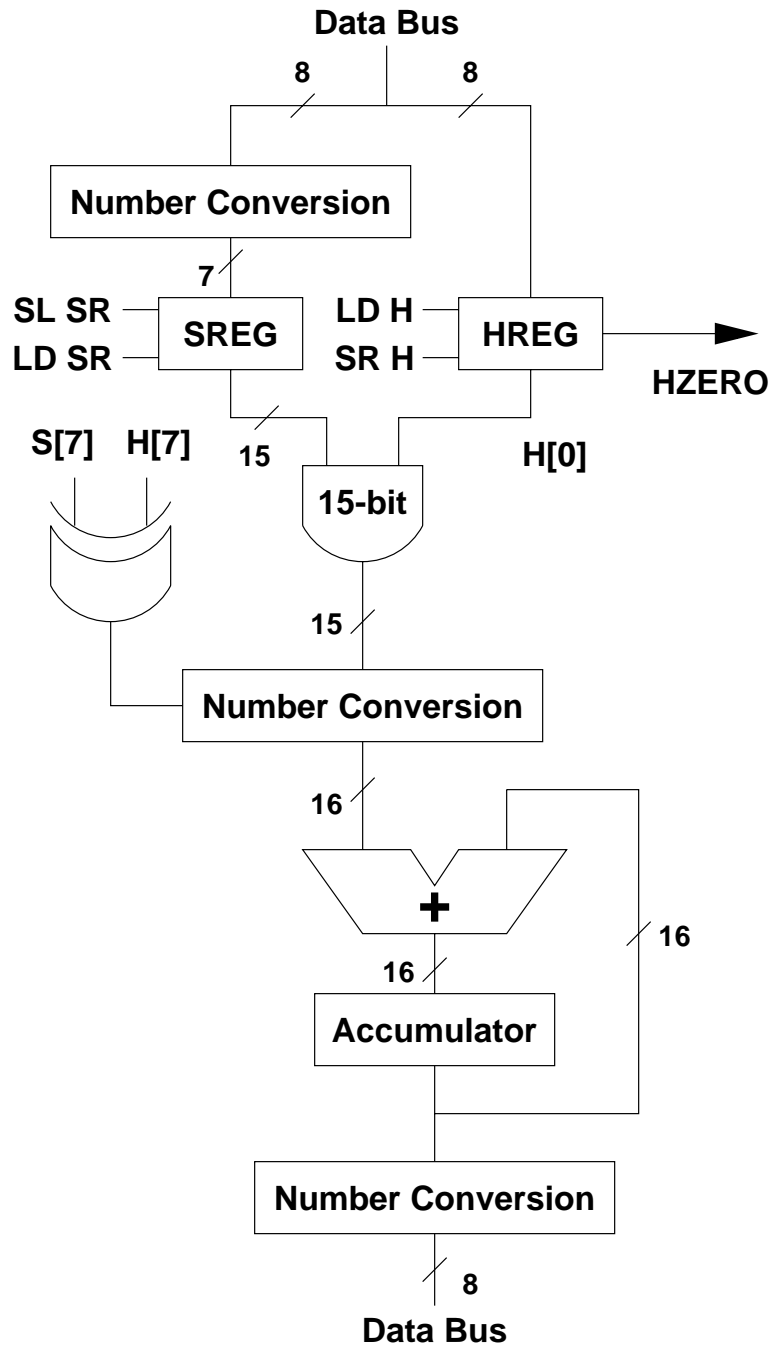 Data Bus
8
8
Number Conversion
7
SL SR
LD SR
SREG
LD H
SR H
HREG
HZERO
15
H[0]
S[7]
H[7]
15-bit
15
Number Conversion
16
+
16
16
Accumulator
Number Conversion
8
Data Bus